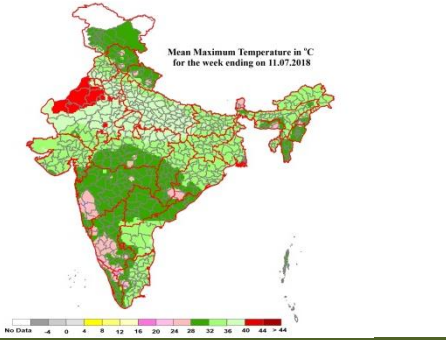 Mean Maximum Temperature in °C
for the week ending on 11.07.2018
No Data -4 0 4 8 12 16 20 24 28 32 36 40 44 > 44